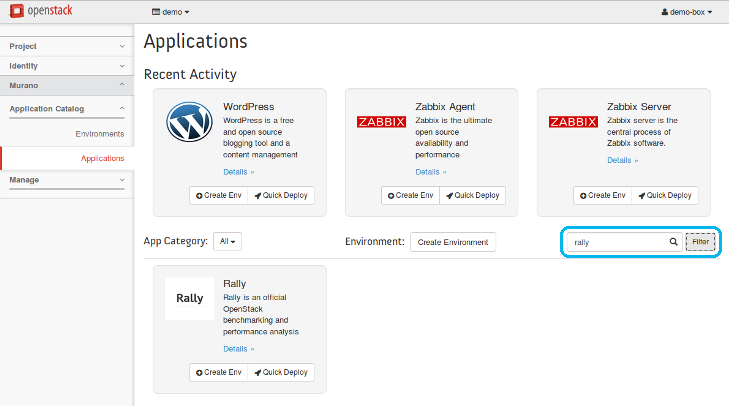 openstack
demo
demo-box
Project
Identity
Murano
Application Catalog
Environments
Applications
Manage
Applications
Recent Activity
WordPress
WordPress is a free
and open source
blogging tool and a
content management
Details »
Create Env
Quick Deploy
ZABBIX
Zabbix Agent
Zabbix is the ultimate
open source
availability and
performance
Details »
Create Env
Quick Deploy
ZABBIX
Zabbix Server
Zabbix server is the
central process of
Zabbix software.
Details »
Create Env
Quick Deploy
App Category:
All
Environment:
Create Environment
rally
Filter
Rally
Rally
Rally is an official
OpenStack
benchmarking and
performance analysis
Details »
Create Env
Quick Deploy